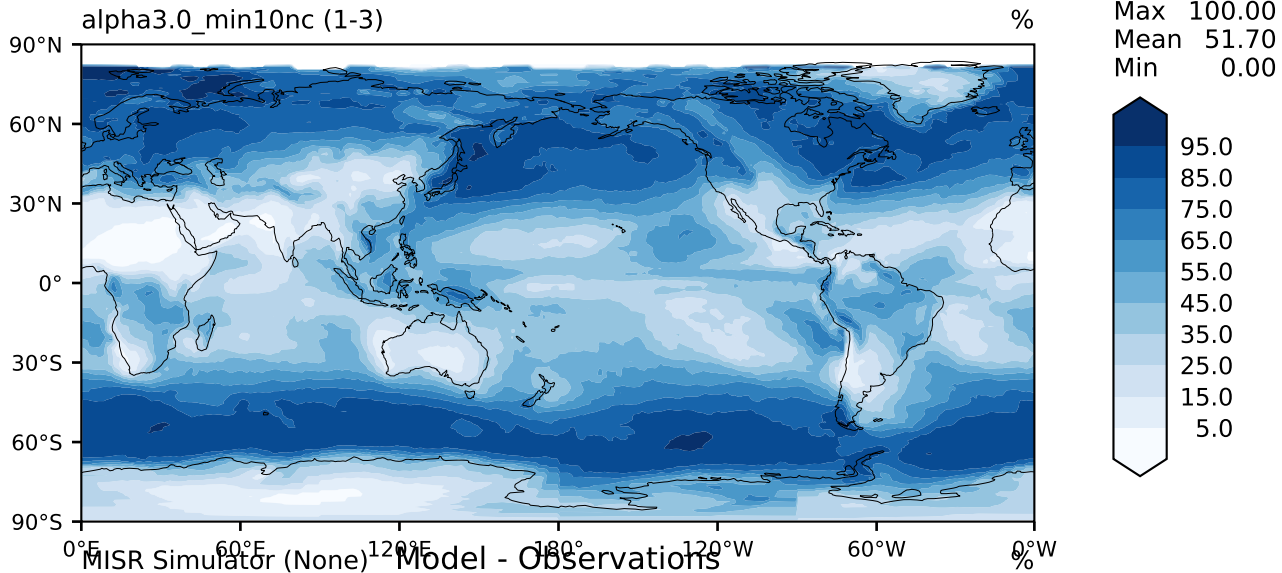 alpha3.0_min10nc (1-3) %
Max 100.00
Mean 51.70
Min 0.00
90°N
60°N
30°N
0°
30°S
60°S
90°S
95.0
85.0
75.0
65.0
55.0
45.0
35.0
25.0
15.0
5.0
0°E 60°E 120°E 180° 120°W 60°W 0°W
MISR Simulator (None) Model - Observations %